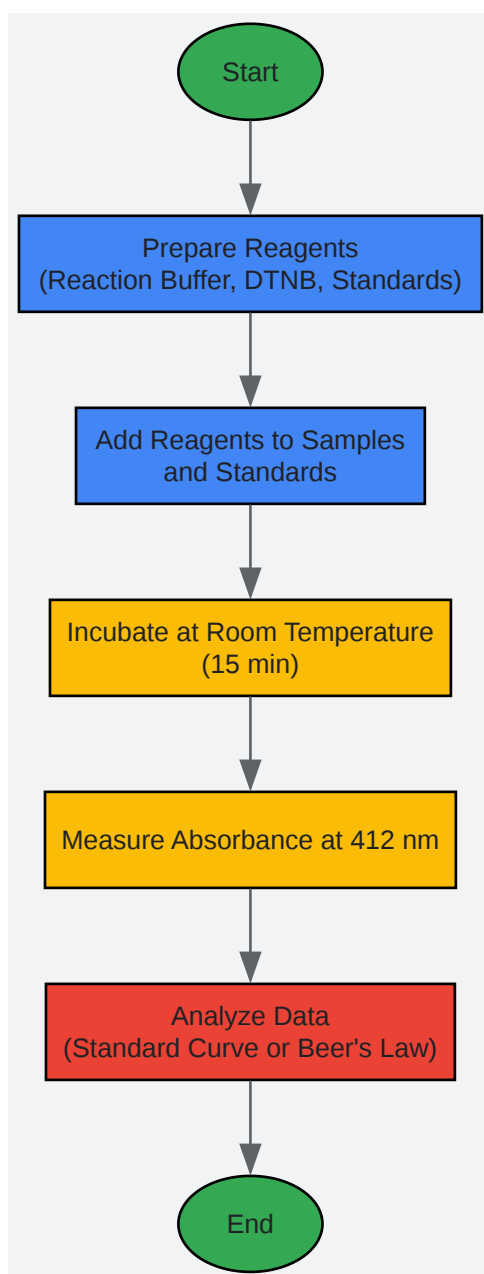 Start
Prepare Reagents
(Reaction Buffer, DTNB, Standards)
Add Reagents to Samples
and Standards
Incubate at Room Temperature
(15 min)
Measure Absorbance at 412 nm
Analyze Data
(Standard Curve or Beer's Law)
End